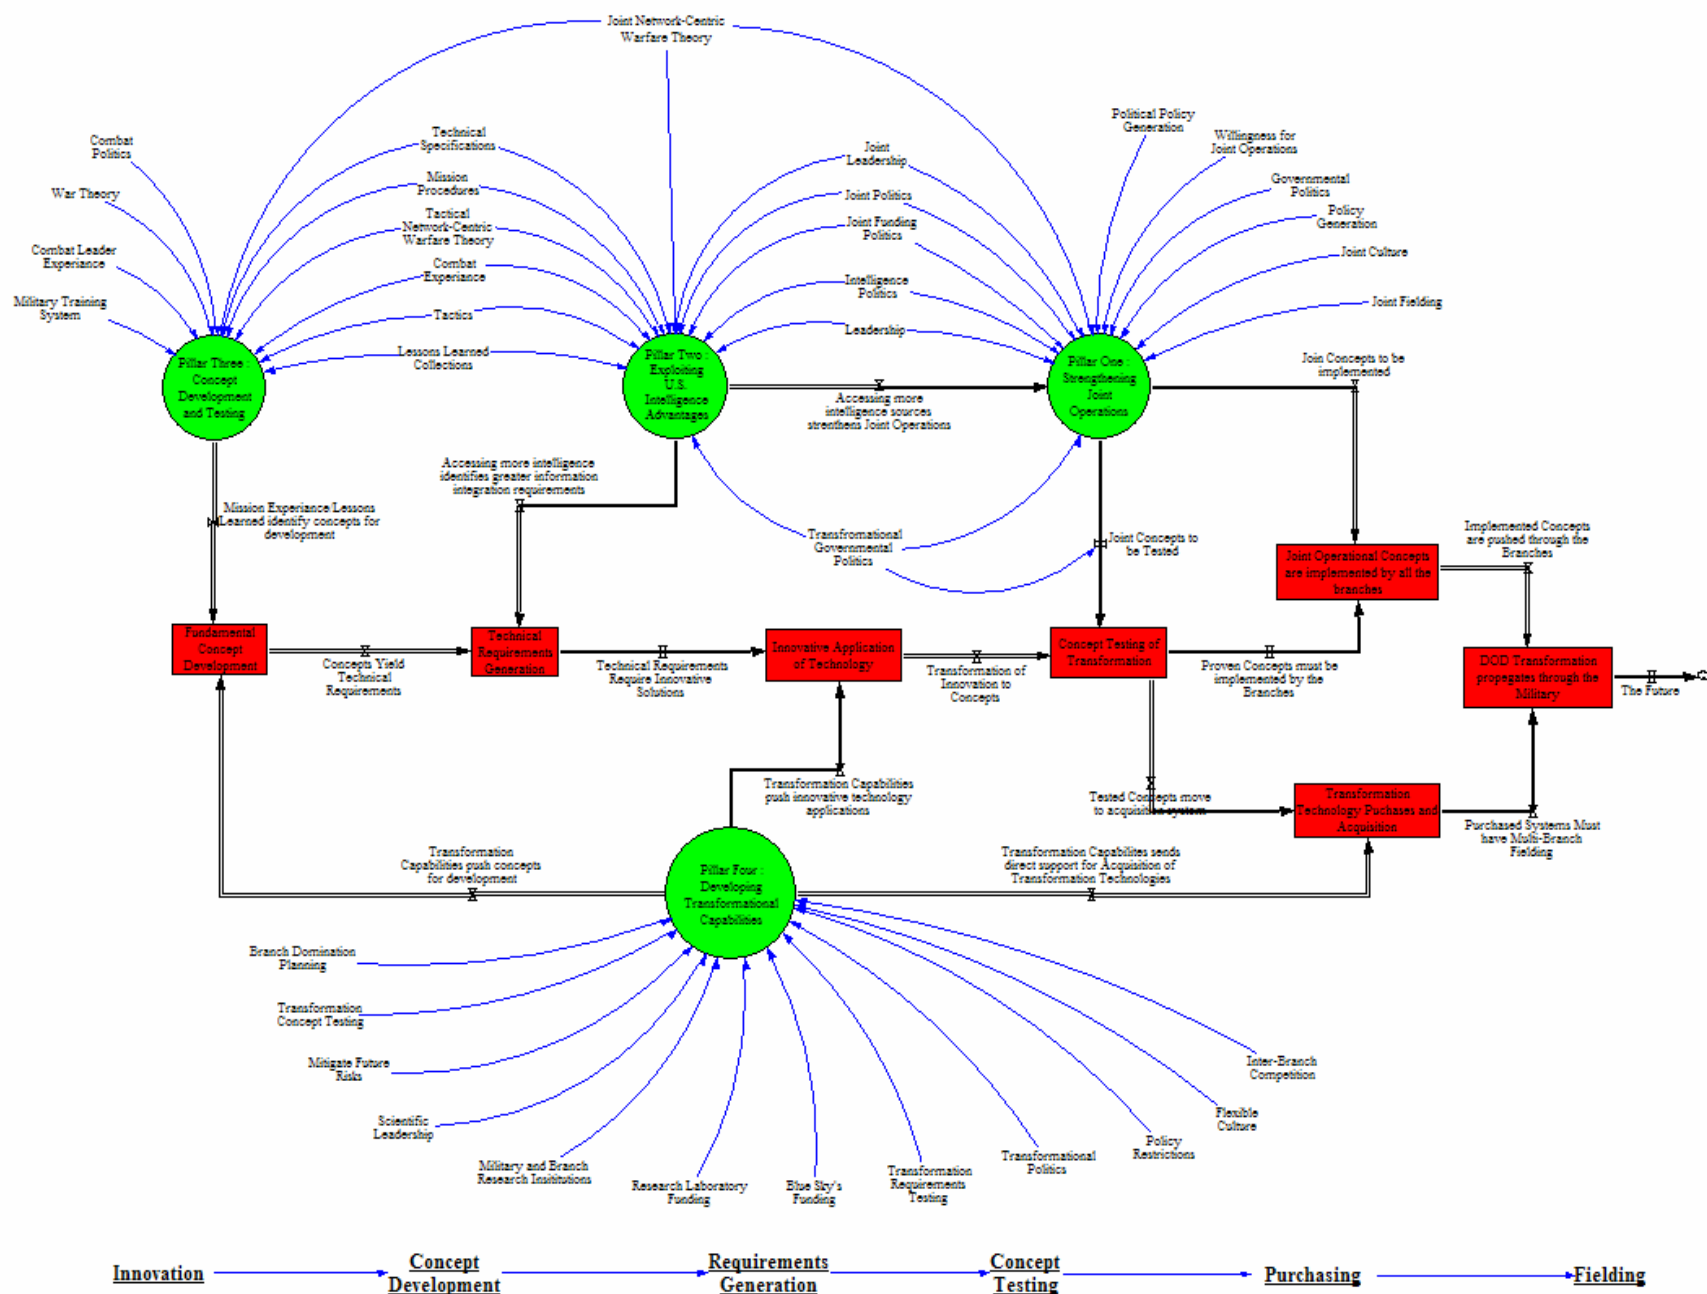 Joint Network-Centric
Warfare Theory
Combat
Politics
War Theory
Combat Leader
Experiance
Military Training
System
Technical
Specifications
Mission
Procedures
Tactical
Network-Centric
Warfare Theory
Combat
Experiance
Tactics
Lessons Learned
Collections
Joint
Leadership
Joint Politics
Joint Funding
Politics
Intelligence
Politics
Leadership
Political Policy
Generation
Willingness for
Joint Operations
Governmental
Politics
Policy
Generation
Joint Culture
Joint Fielding
Pillar Three :
Concept
Development
and Testing
Pillar Two :
Exploiting
U.S.
Intelligence
Advantages
Pillar One :
Strengthening
Joint
Operations
Accessing more
intelligence sources
strenthens Joint Operations
Join Concepts to be
implemented
Accessing more intelligence
identifies greater information
integration requirements
Mission Experiance/Lessons
Learned identify concepts for
development
Transfromational
Governmental
Politics
Joint Concepts to
be Tested
Joint Operational Concepts
are implemented by all the
branches
Implemented Concepts
are pushed through the
Branches
Fundamental
Concept
Development
Concepts Yield
Technical
Requirements
Technical
Requirements
Generation
Technical Requirements
Require Innovative
Solutions
Innovative Application
of Technology
Transformation of
Innovation to
Concepts
Concept Testing of
Transformation
Proven Concepts must be
implemented by the
Branches
DOD Transformation
propegates through the
Military
The Future
Transformation Capabilities
push innovative technology
applications
Tested Concepts move
to acquisition system
Transformation
Technology Puchases and
Acquisition
Purchased Systems Must
have Multi-Branch
Fielding
Transformation
Capabilities push concepts
for development
Pillar Four :
Developing
Transformational
Capabilities
Transformation Capabilites sends
direct support for Acquisition of
Transformation Technologies
Branch Domination
Planning
Transformation
Concept Testing
Mitigate Future
Risks
Scientific
Leadership
Military and Branch
Research Insititutions
Research Laboratory
Funding
Blue Sky's
Funding
Transformation
Requirements
Testing
Transformational
Politics
Policy
Restrictions
Flexible
Culture
Inter-Branch
Competition
Innovation
Concept
Development
Requirements
Generation
Concept
Testing
Purchasing
Fielding